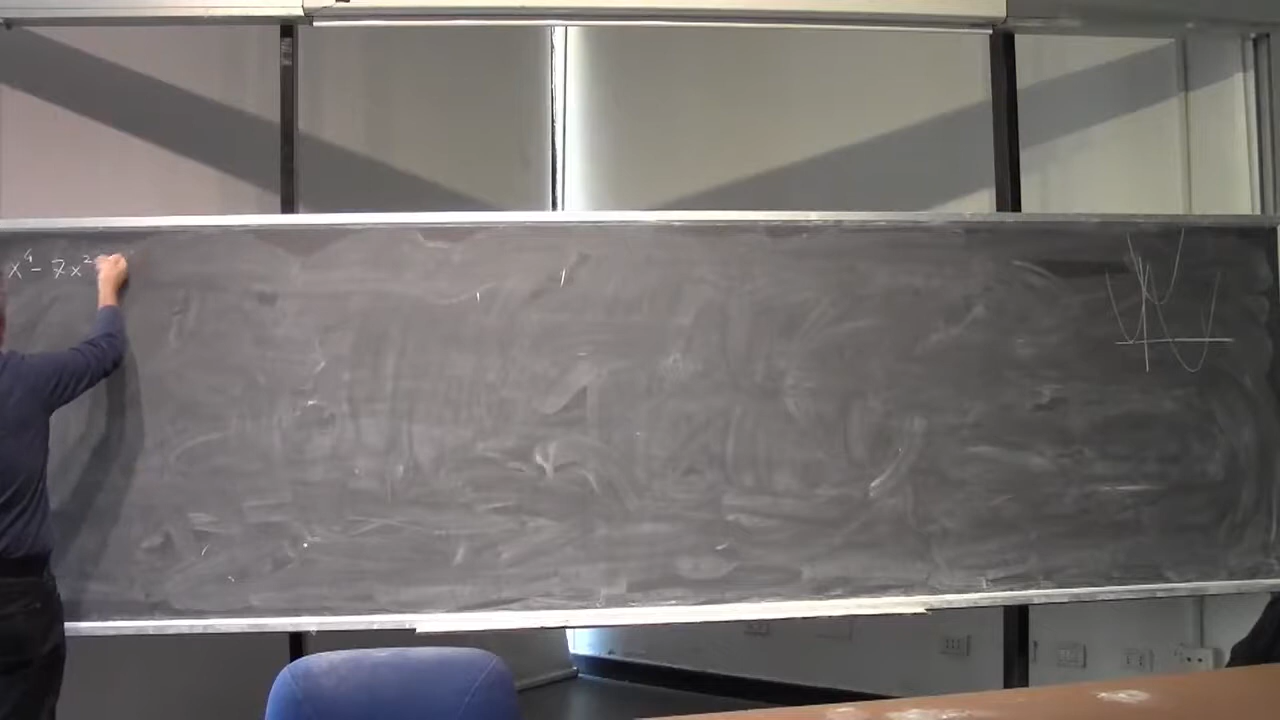 x⁴ - 7x²